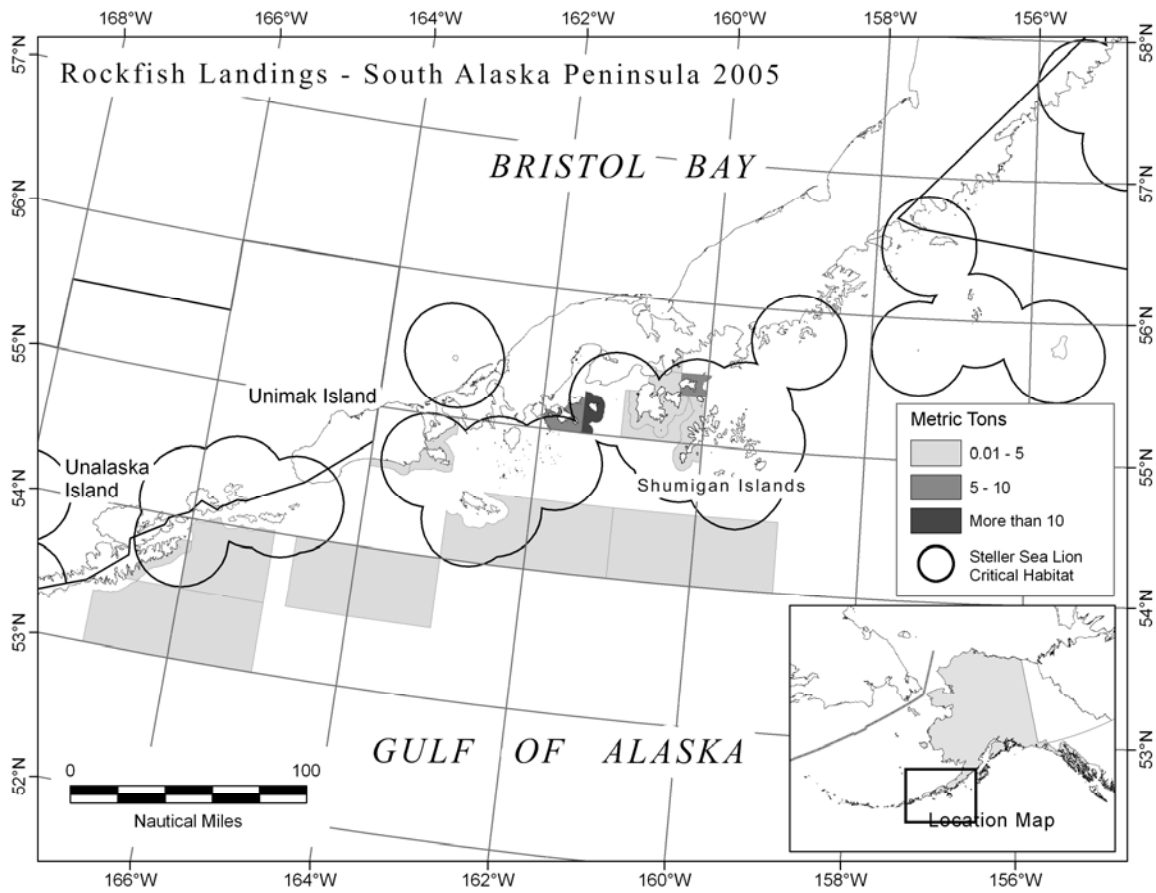 168°W 166°W 164°W 162°W 160°W 158°W 156°W
Rockfish Landings - South Alaska Peninsula 2005
57°N
58°N
BRISTOL BAY
56°N
57°N
55°N
56°N
Unimak Island
54°N
55°N
Unalaska
Island
Shumigan Islands
Metric Tons
0.01 - 5
5 - 10
More than 10
Steller Sea Lion
Critical Habitat
53°N
54°N
GULF OF ALASKA
52°N
53°N
0 100
Nautical Miles
Location Map
166°W 164°W 162°W 160°W 158°W 156°W